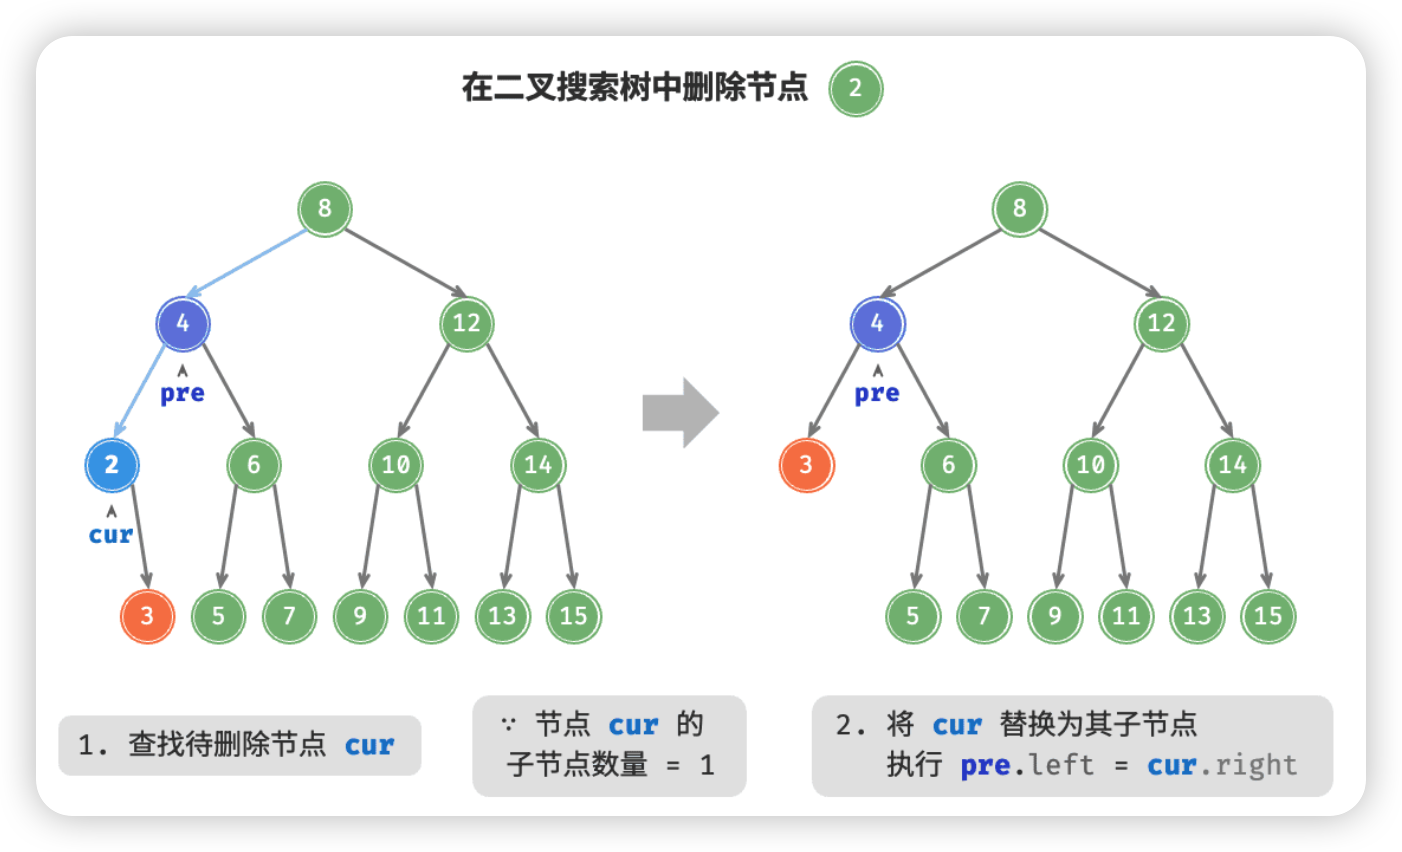 在二叉搜索树中删除节点 2
8 8
4 12 4 12
pre pre
2 6 10 14 3 6 10 14
cur
3 5 7 9 11 13 15 5 7 9 11 13 15
1. 查找待删除节点 cur
∵ 节点 cur 的
子节点数量 = 1
2. 将 cur 替换为其子节点
执行 pre.left = cur.right